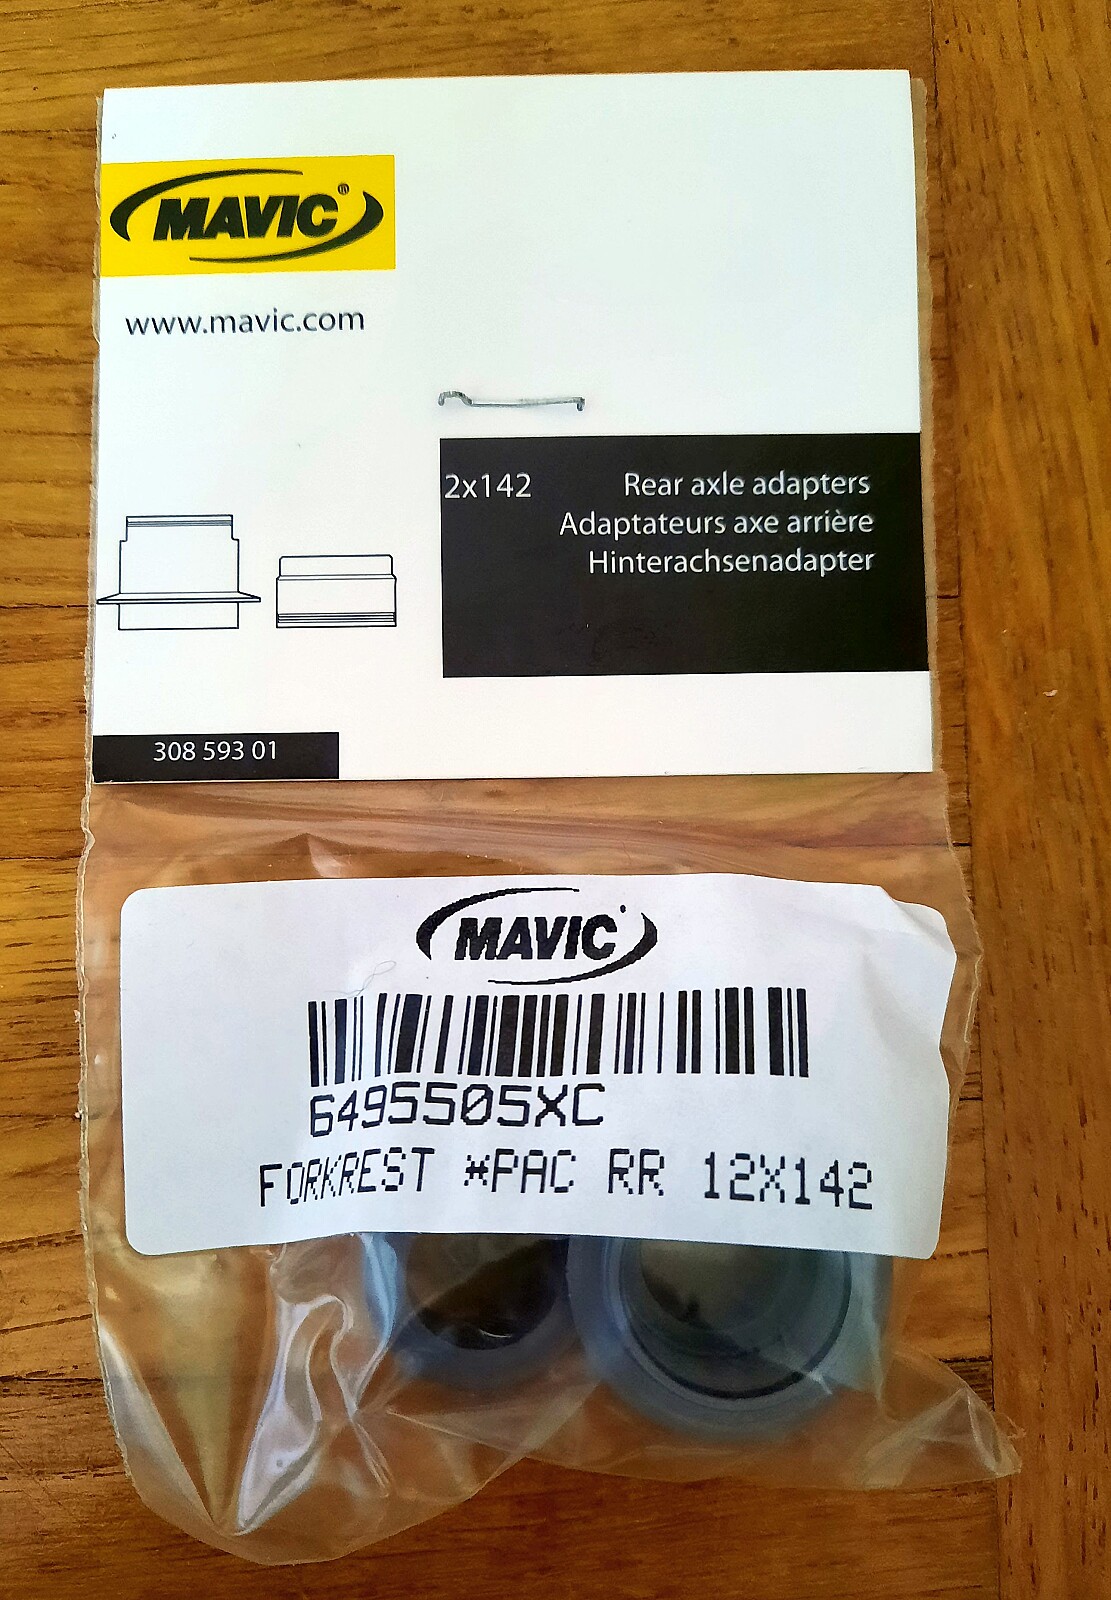 MAVIC®
www.mavic.com
2x142 Rear axle adapters
Adaptateurs axe arrière
Hinterachsenadapter
308 593 01
MAVIC
6495505XC
FORKREST *PAC RR 12X142